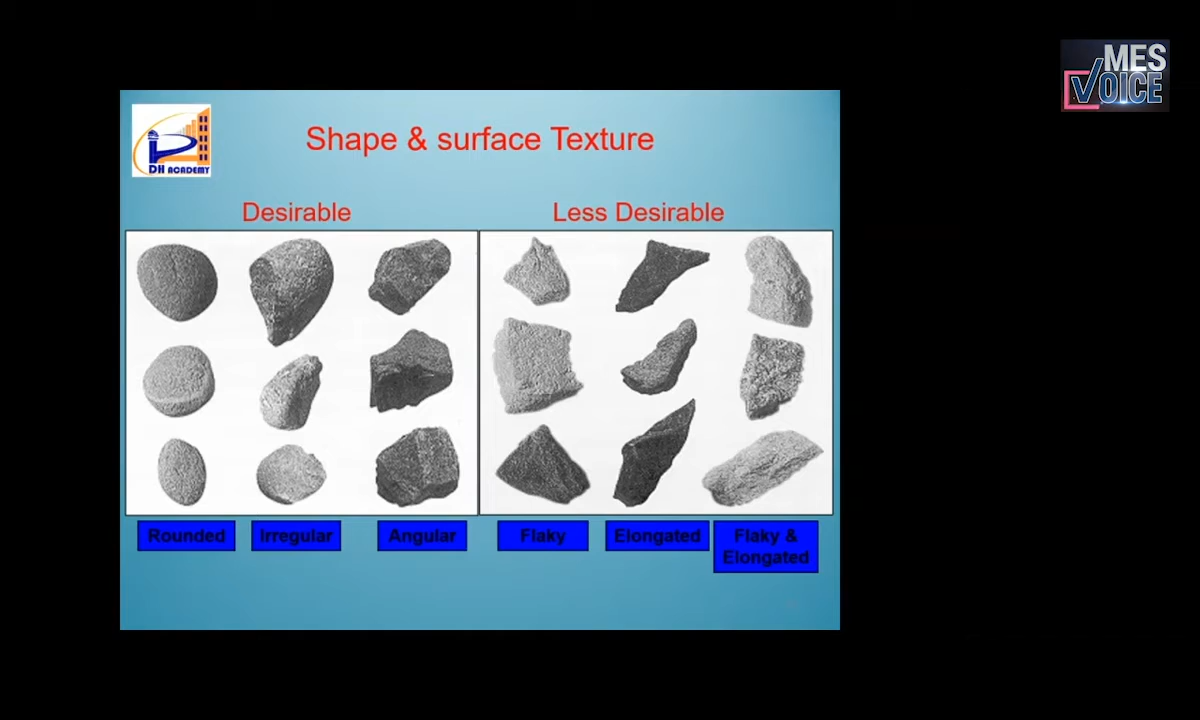 MES
VOICE
DH ACADEMY
Shape & surface Texture
Desirable
Less Desirable
Rounded
Irregular
Angular
Flaky
Elongated
Flaky &
Elongated